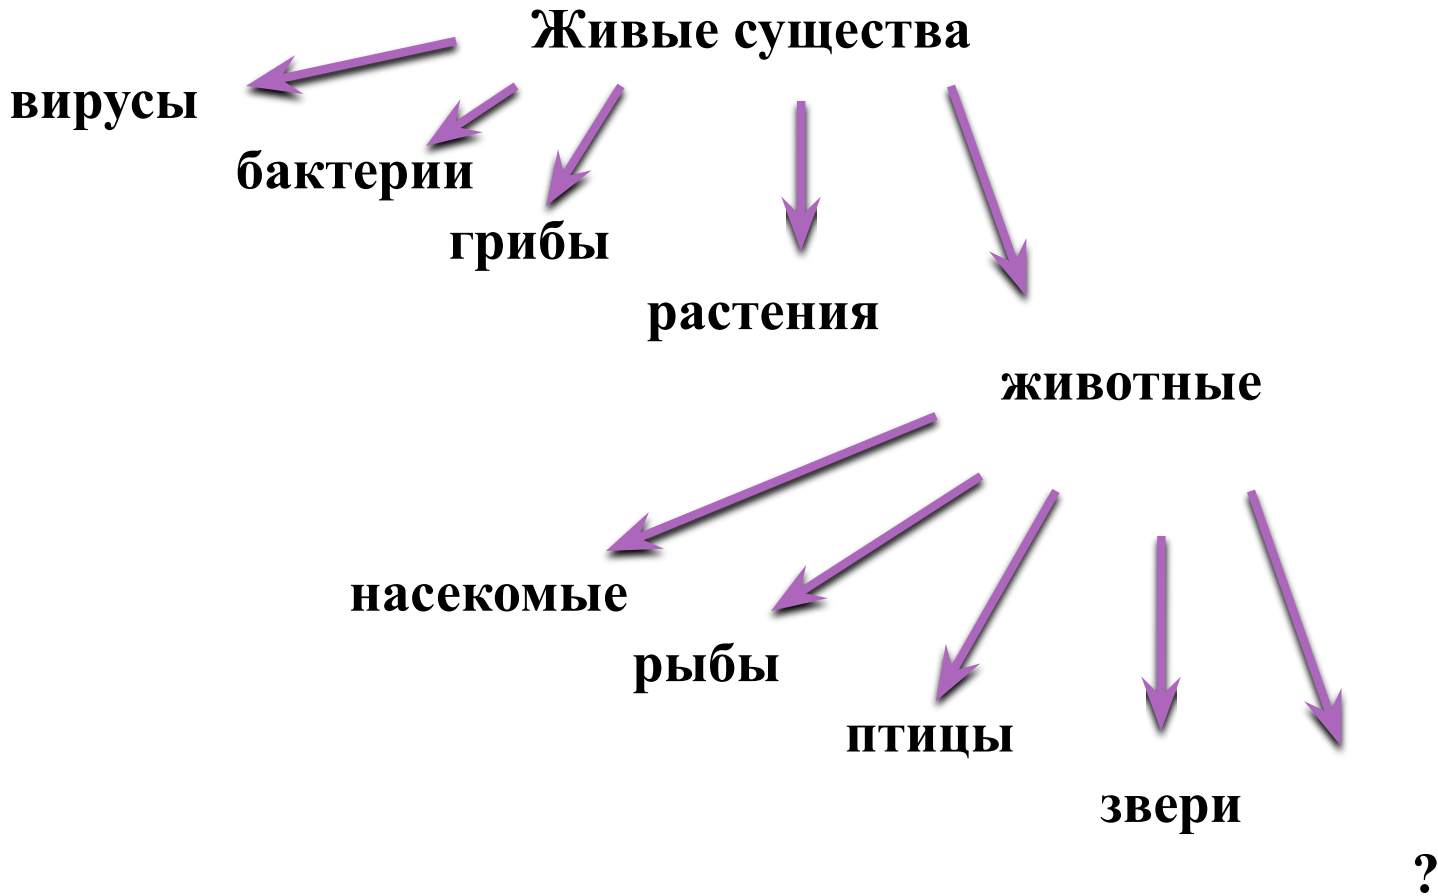 Живые существа
вирусы
бактерии
грибы
растения
животные
насекомые
рыбы
птицы
звери
?